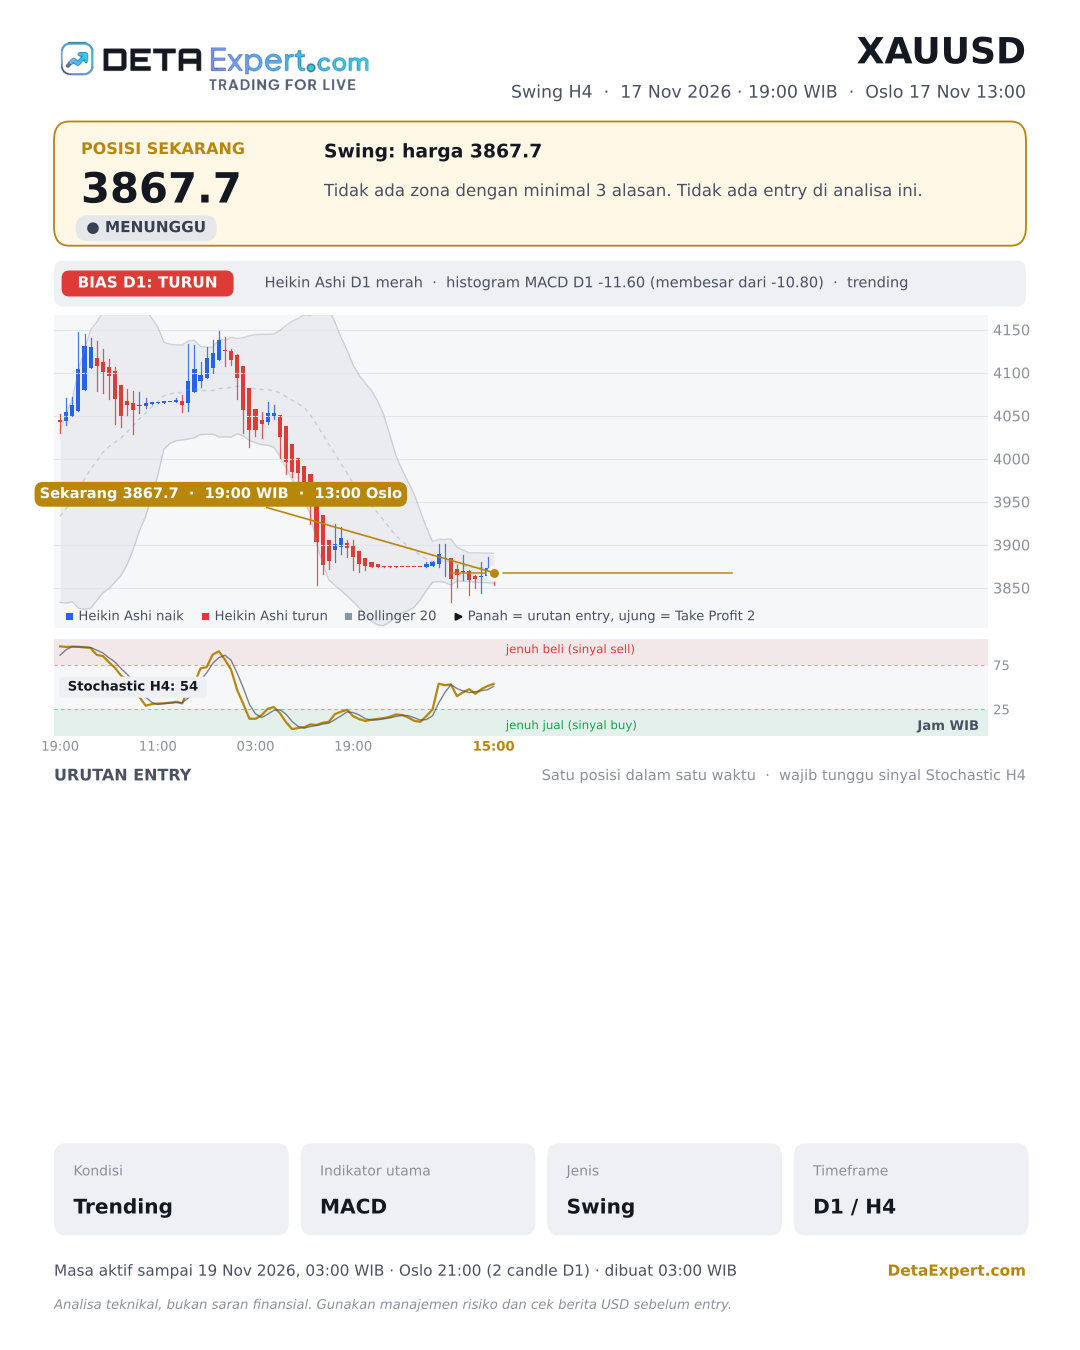 DETA Expert.com
TRADING FOR LIVE
XAUUSD
Swing H4 · 17 Nov 2026 · 19:00 WIB · Oslo 17 Nov 13:00
POSISI SEKARANG
3867.7
● MENUNGGU
Swing: harga 3867.7
Tidak ada zona dengan minimal 3 alasan. Tidak ada entry di analisa ini.
BIAS D1: TURUN
Heikin Ashi D1 merah · histogram MACD D1 -11.60 (membesar dari -10.80) · trending
4150
4100
4050
4000
3950
3900
3850
Sekarang 3867.7 · 19:00 WIB · 13:00 Oslo
Heikin Ashi naik
Heikin Ashi turun
Bollinger 20
Panah = urutan entry, ujung = Take Profit 2
jenuh beli (sinyal sell)
75
Stochastic H4: 54
25
jenuh jual (sinyal buy)
Jam WIB
19:00 11:00 03:00 19:00 15:00
URUTAN ENTRY
Satu posisi dalam satu waktu · wajib tunggu sinyal Stochastic H4
Kondisi
Trending
Indikator utama
MACD
Jenis
Swing
Timeframe
D1 / H4
Masa aktif sampai 19 Nov 2026, 03:00 WIB · Oslo 21:00 (2 candle D1) · dibuat 03:00 WIB
DetaExpert.com
Analisa teknikal, bukan saran finansial. Gunakan manajemen risiko dan cek berita USD sebelum entry.